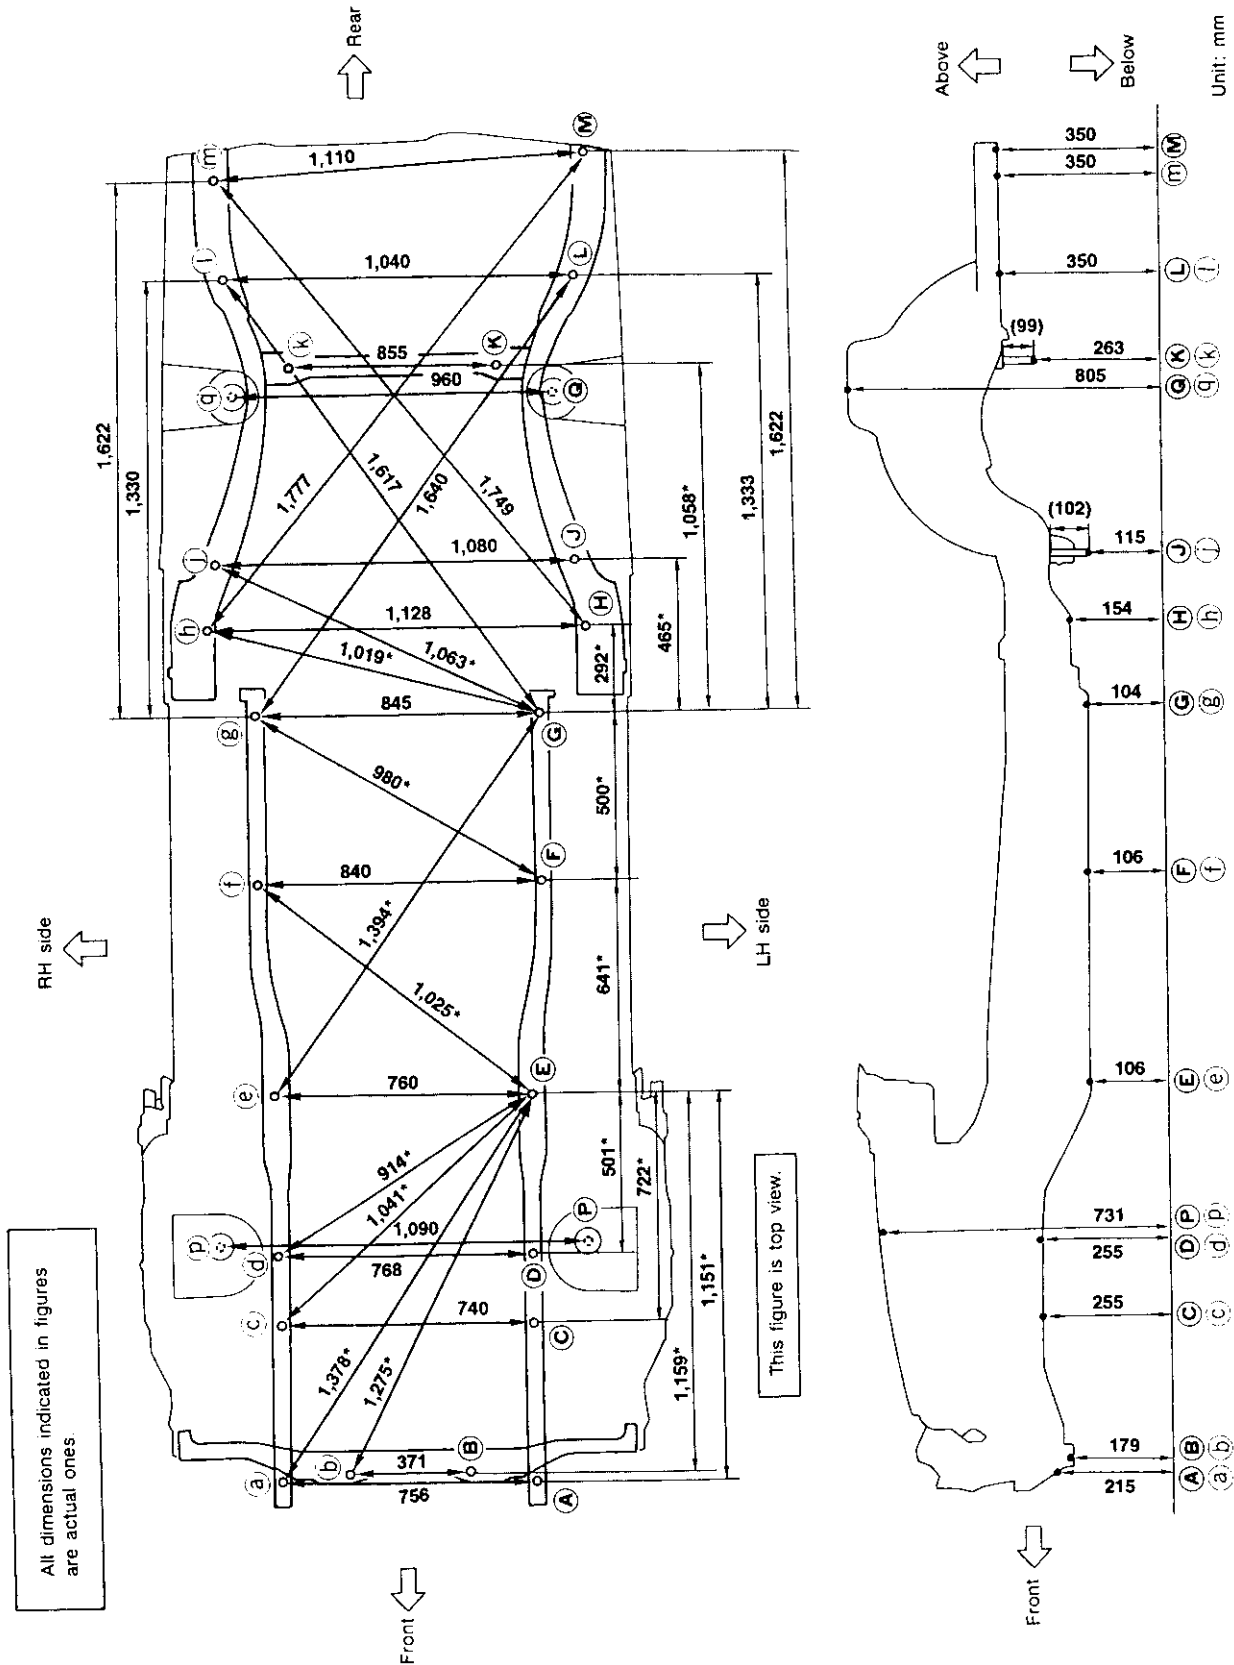 All dimensions indicated in figures
are actual ones.
RH side
Rear
Front
LH side
m
1,110
M
1,622
1,330
l
1,040
L
k
855
K
960
q
Q
1,777
1,617
1,640
1,749
1,622
1,333
1,058*
j
1,080
J
465*
h
1,128
H
1,019*
1,063*
292*
g
845
G
980*
500*
f
840
F
1,394*
641*
1,025*
e
760
E
914*
1,041*
501*
722*
p
1,090
P
d
768
D
1,151*
c
740
C
1,159*
1,378*
1,275*
b
371
B
a
756
A
This figure is top view.
Above
Below
Unit: mm
Front
350
M
350
m
350
L l
(99)
263
K k
805
Q q
(102)
115
J j
154
H h
104
G g
106
F f
106
E e
731
P p
255
D d
255
C c
179
B b
215
A a